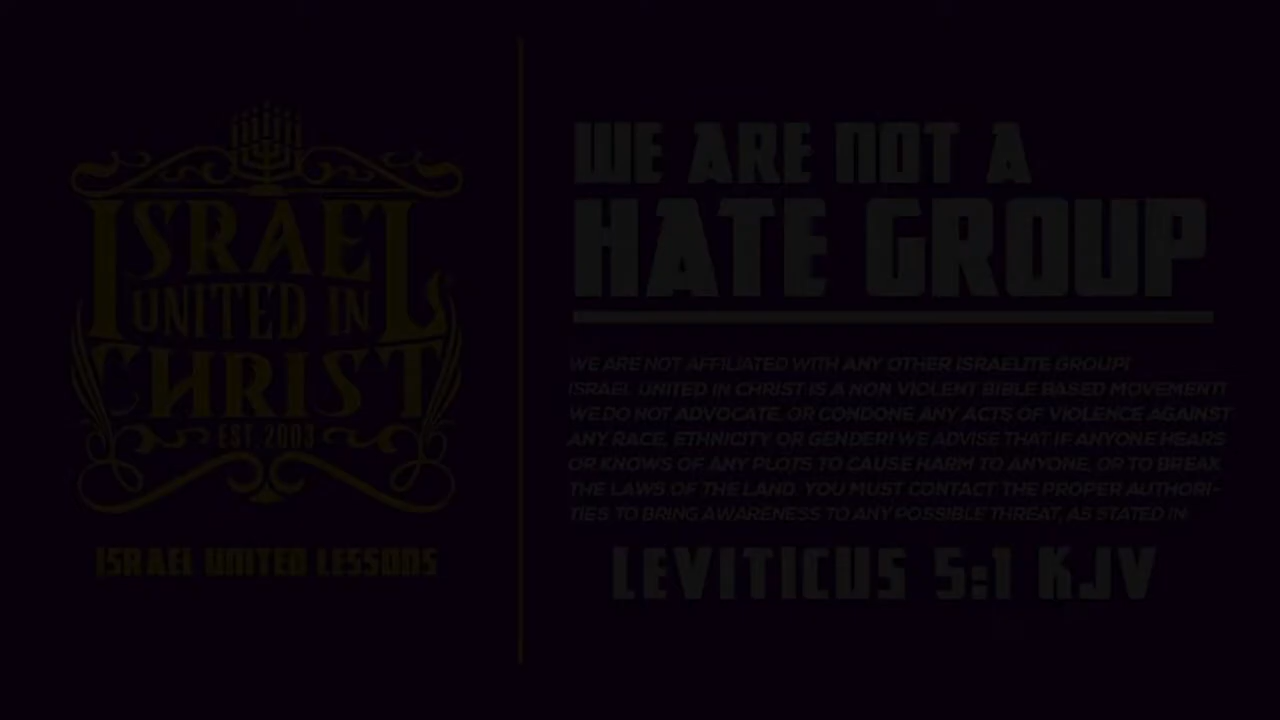 ISRAEL
UNITED IN
CHRIST
EST. 2003
ISRAEL UNITED LESSONS
WE ARE NOT A
HATE GROUP
WE ARE NOT AFFILIATED WITH ANY OTHER ISRAELITE GROUP!
ISRAEL UNITED IN CHRIST IS A NON VIOLENT BIBLE BASED MOVEMENT!
WE DO NOT ADVOCATE, OR CONDONE ANY ACTS OF VIOLENCE AGAINST
ANY RACE, ETHNICITY OR GENDER! WE ADVISE THAT IF ANYONE HEARS
OR KNOWS OF ANY PLOTS TO CAUSE HARM TO ANYONE, OR TO BREAK
THE LAWS OF THE LAND. YOU MUST CONTACT THE PROPER AUTHORI-
TIES TO BRING AWARENESS TO ANY POSSIBLE THREAT, AS STATED IN
LEVITICUS 5:1 KJV